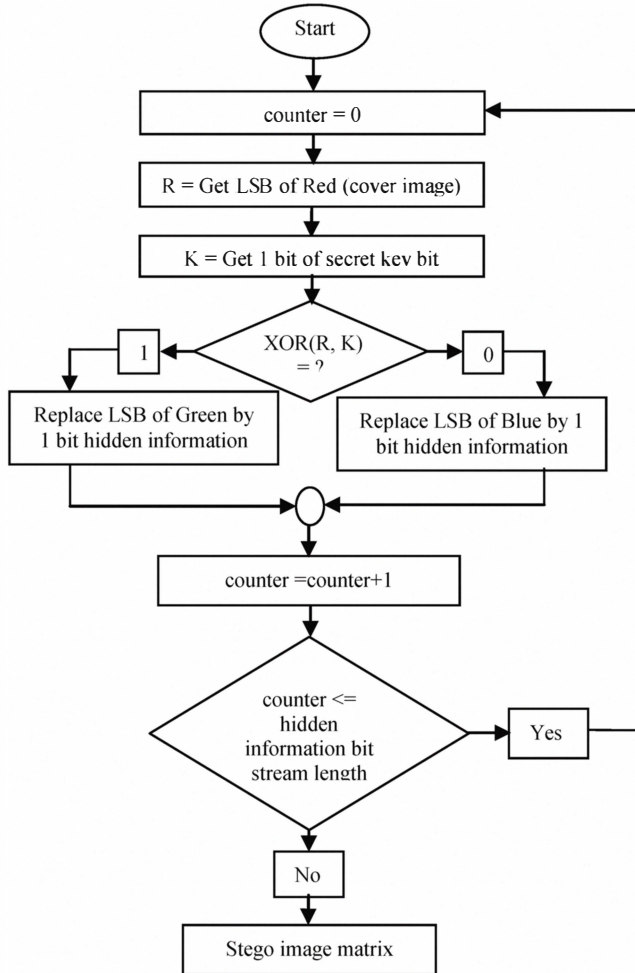 Start
counter = 0
R = Get LSB of Red (cover image)
K = Get 1 bit of secret key bit
XOR(R, K)
= ?
1
0
Replace LSB of Green by
1 bit hidden information
Replace LSB of Blue by 1
bit hidden information
counter =counter+1
counter <=
hidden
information bit
stream length
Yes
No
Stego image matrix